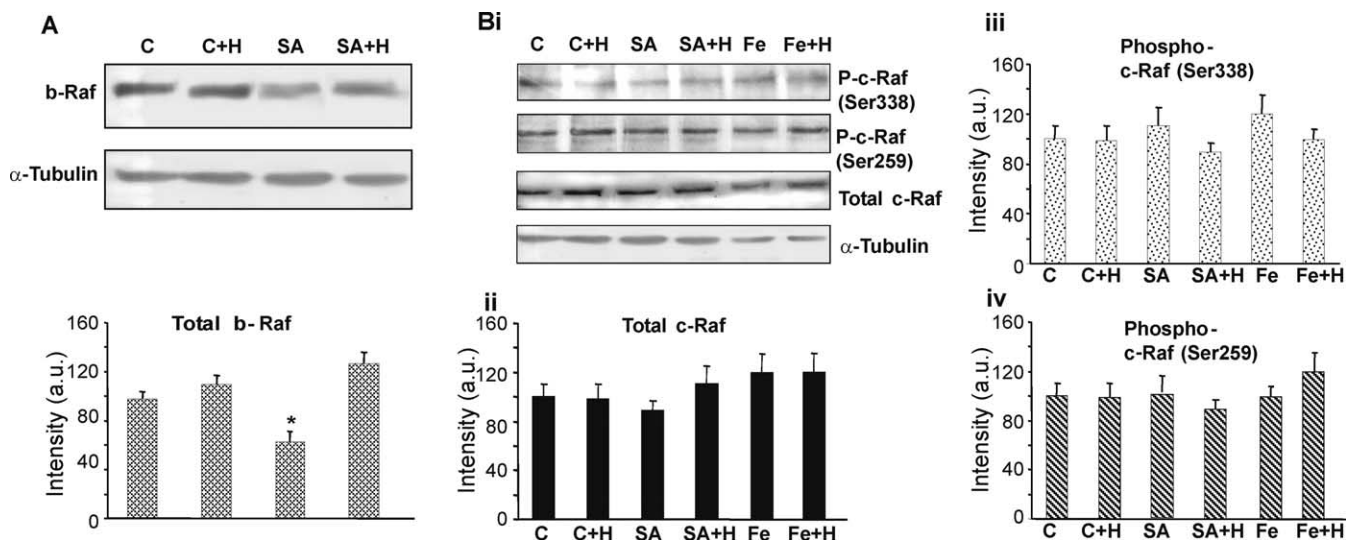 A
C C+H SA SA+H
b-Raf
α-Tubulin
Total b-Raf
Intensity (a.u.)
160
120
80
40
0
*
Bi
C C+H SA SA+H Fe Fe+H
P-c-Raf
(Ser338)
P-c-Raf
(Ser259)
Total c-Raf
α-Tubulin
ii
Total c-Raf
Intensity (a.u.)
160
120
80
40
0
C C+H SA SA+H Fe Fe+H
iii
Phospho-
c-Raf (Ser338)
Intensity (a.u.)
160
120
80
40
0
C C+H SA SA+H Fe Fe+H
iv
Phospho-
c-Raf (Ser259)
Intensity (a.u.)
160
120
80
40
0
C C+H SA SA+H Fe Fe+H